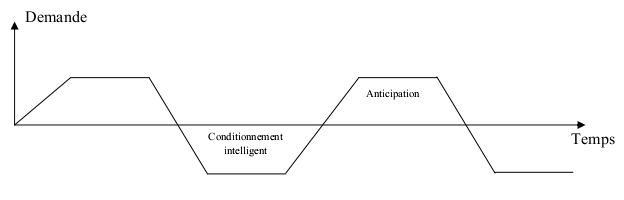 Demande
Anticipation
Conditionnement
intelligent
Temps